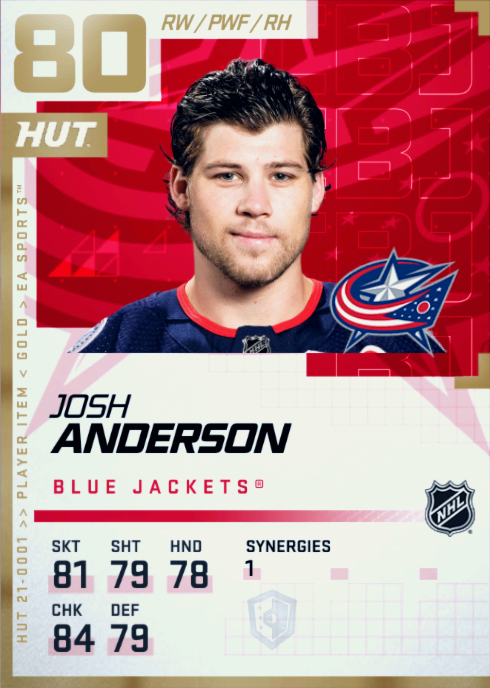 80
RW / PWF / RH
HUT
HUT 21-0001 >> PLAYER ITEM < GOLD > EA SPORTS™
JOSH
ANDERSON
BLUE JACKETS®
NHL
SKT SHT HND SYNERGIES
81 79 78 1
CHK DEF
84 79